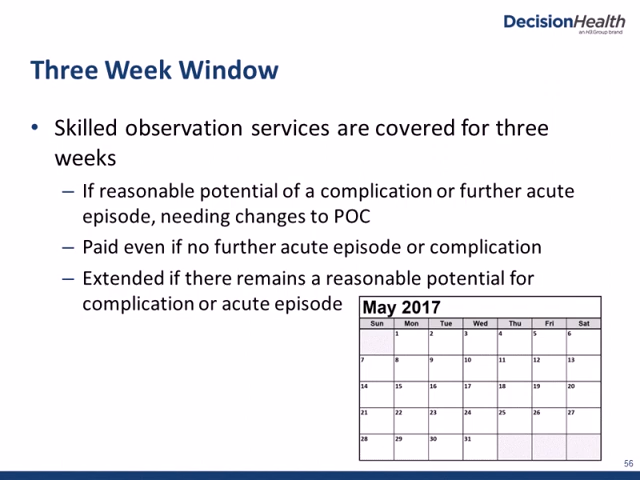 DecisionHealth
an H3.Group brand
Three Week Window
• Skilled observation services are covered for three
weeks
– If reasonable potential of a complication or further acute
episode, needing changes to POC
– Paid even if no further acute episode or complication
– Extended if there remains a reasonable potential for
complication or acute episode
May 2017
Sun Mon Tue Wed Thu Fri Sat
1 2 3 4 5 6
7 8 9 10 11 12 13
14 15 16 17 18 19 20
21 22 23 24 25 26 27
28 29 30 31
56